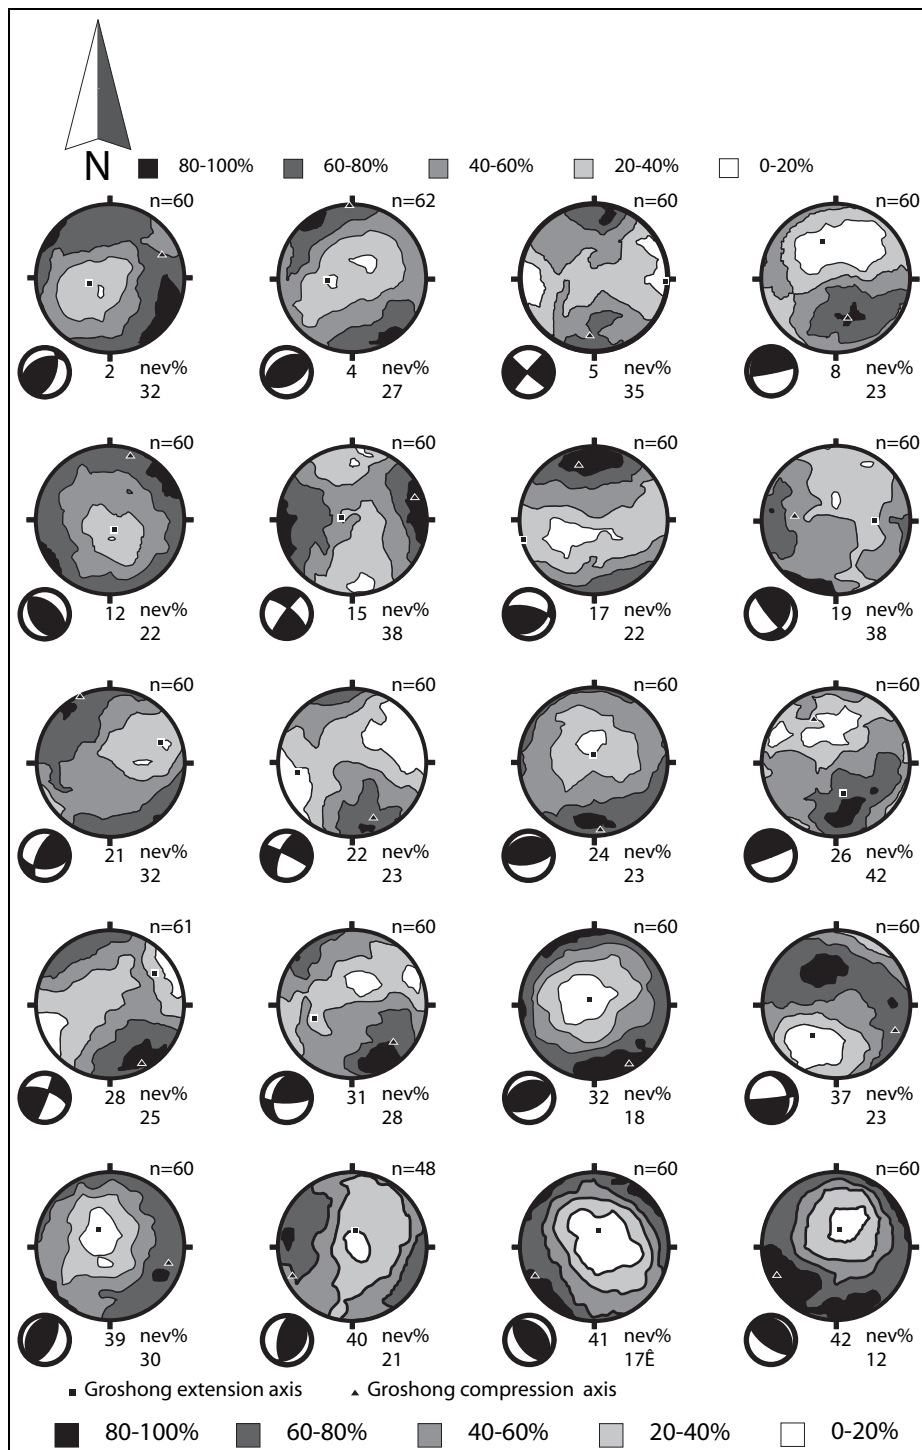 N
80-100% 60-80% 40-60% 20-40% 0-20%
n=60 n=62 n=60 n=60
2 nev% 4 nev% 5 nev% 8 nev%
32 27 35 23
n=60 n=60 n=60 n=60
12 nev% 15 nev% 17 nev% 19 nev%
22 38 22 38
n=60 n=60 n=60 n=60
21 nev% 22 nev% 24 nev% 26 nev%
32 23 23 42
n=61 n=60 n=60 n=60
28 nev% 31 nev% 32 nev% 37 nev%
25 28 18 23
n=60 n=48 n=60 n=60
39 nev% 40 nev% 41 nev% 42 nev%
30 21 17Ê 12
Groshong extension axis Groshong compression axis
80-100% 60-80% 40-60% 20-40% 0-20%